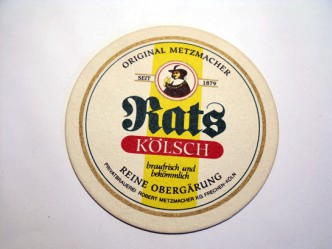 ORIGINAL METZMACHER
SEIT 1879
Rats
KÖLSCH
braufrisch und
bekömmlich
REINE OBERGÄRUNG
PRIVATBRAUEREI ROBERT METZMACHER KG FRECHEN-KÖLN